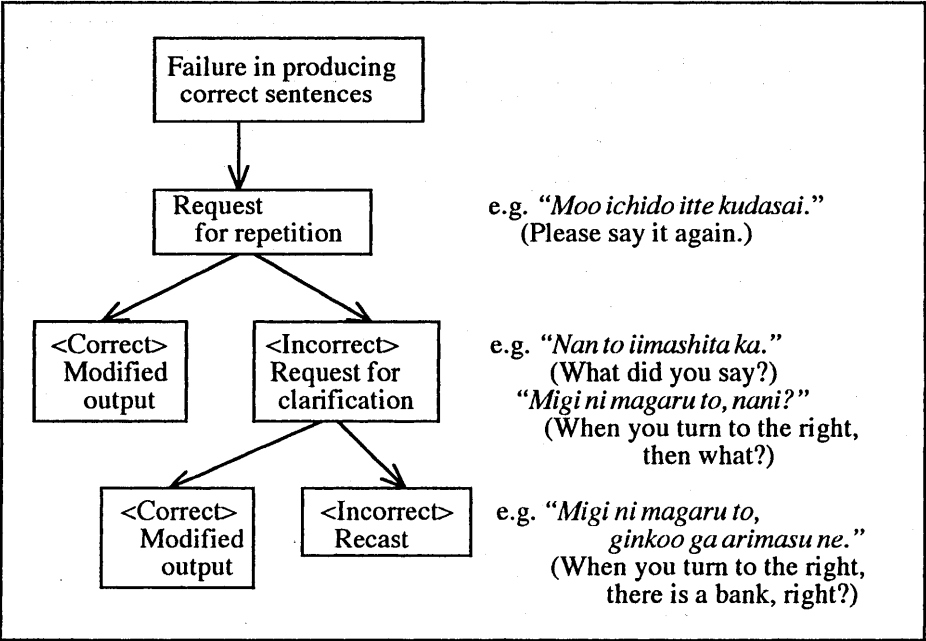 Failure in producing
correct sentences
Request
for repetition
e.g. "Moo ichido itte kudasai."
(Please say it again.)
<Correct>
Modified
output
<Incorrect>
Request for
clarification
e.g. "Nan to iimashita ka."
(What did you say?)
"Migi ni magaru to, nani?"
(When you turn to the right,
then what?)
<Correct>
Modified
output
<Incorrect>
Recast
e.g. "Migi ni magaru to,
ginkoo ga arimasu ne."
(When you turn to the right,
there is a bank, right?)